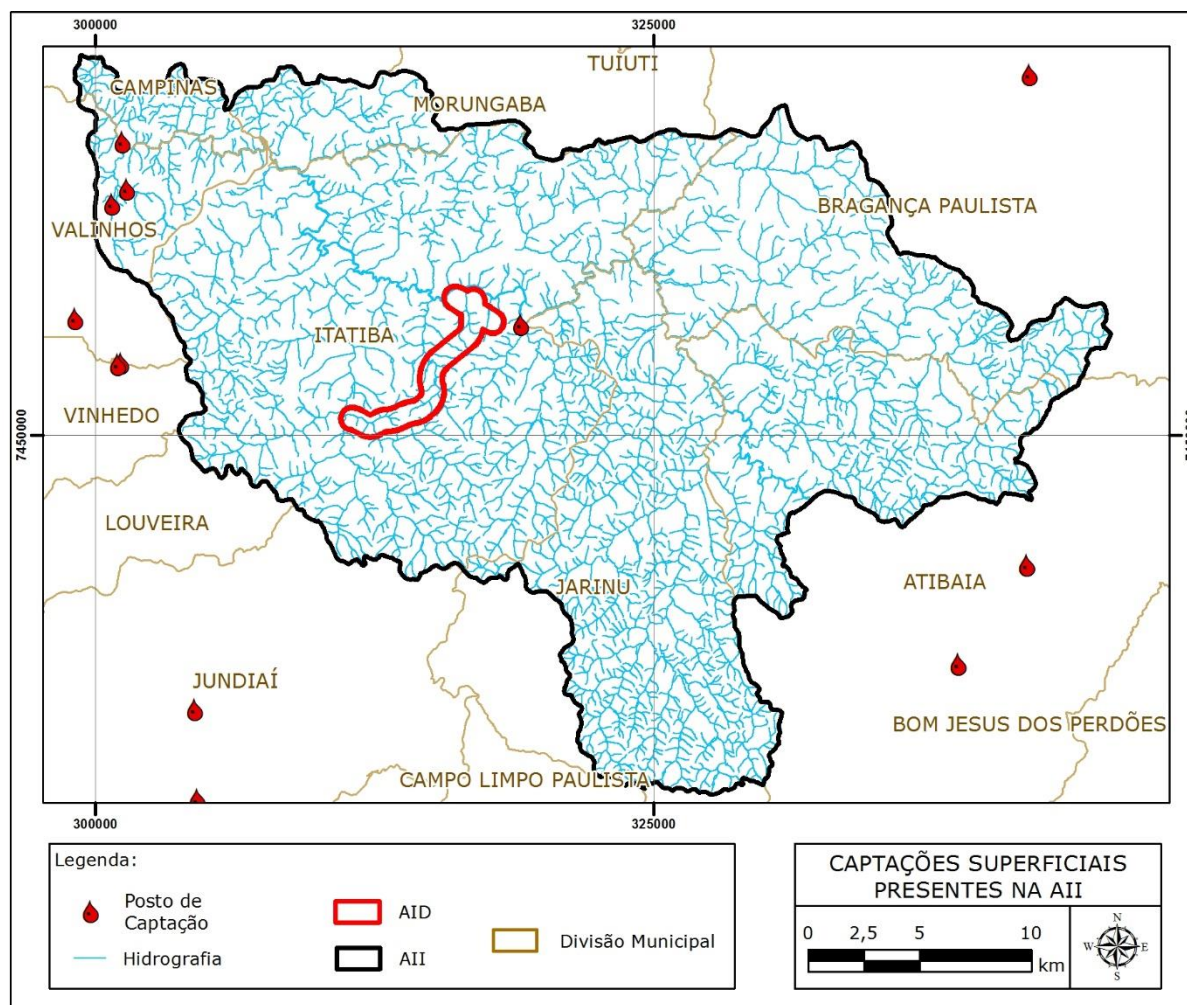 300000
325000
TUIUTI
CAMPINAS
MORUNGABA
BRAGANÇA PAULISTA
VALINHOS
ITATIBA
VINHEDO
7450000
LOUVEIRA
JARINU
ATIBAIA
JUNDIAÍ
BOM JESUS DOS PERDÕES
CAMPO LIMPO PAULISTA
300000
325000
Legenda:
Posto de
Captação
Hidrografia
AID
AII
Divisão Municipal
CAPTAÇÕES SUPERFICIAIS
PRESENTES NA AII
0 2,5 5 10
km
N
W E
S